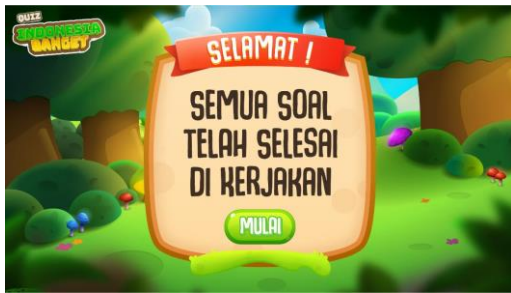 QUIZ
INDONESIA
BANGET
SELAMAT !
SEMUA SOAL
TELAH SELESAI
DI KERJAKAN
MULAI